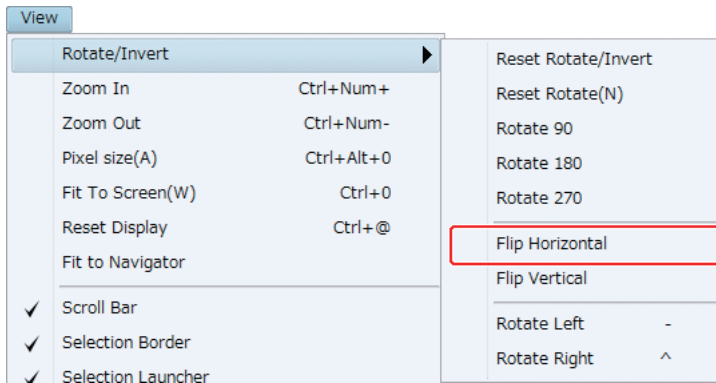 View
Rotate/Invert
Zoom In Ctrl+Num+
Zoom Out Ctrl+Num-
Pixel size(A) Ctrl+Alt+0
Fit To Screen(W) Ctrl+0
Reset Display Ctrl+@
Fit to Navigator
Scroll Bar
Selection Border
Selection Launcher
Reset Rotate/Invert
Reset Rotate(N)
Rotate 90
Rotate 180
Rotate 270
Flip Horizontal
Flip Vertical
Rotate Left -
Rotate Right ^